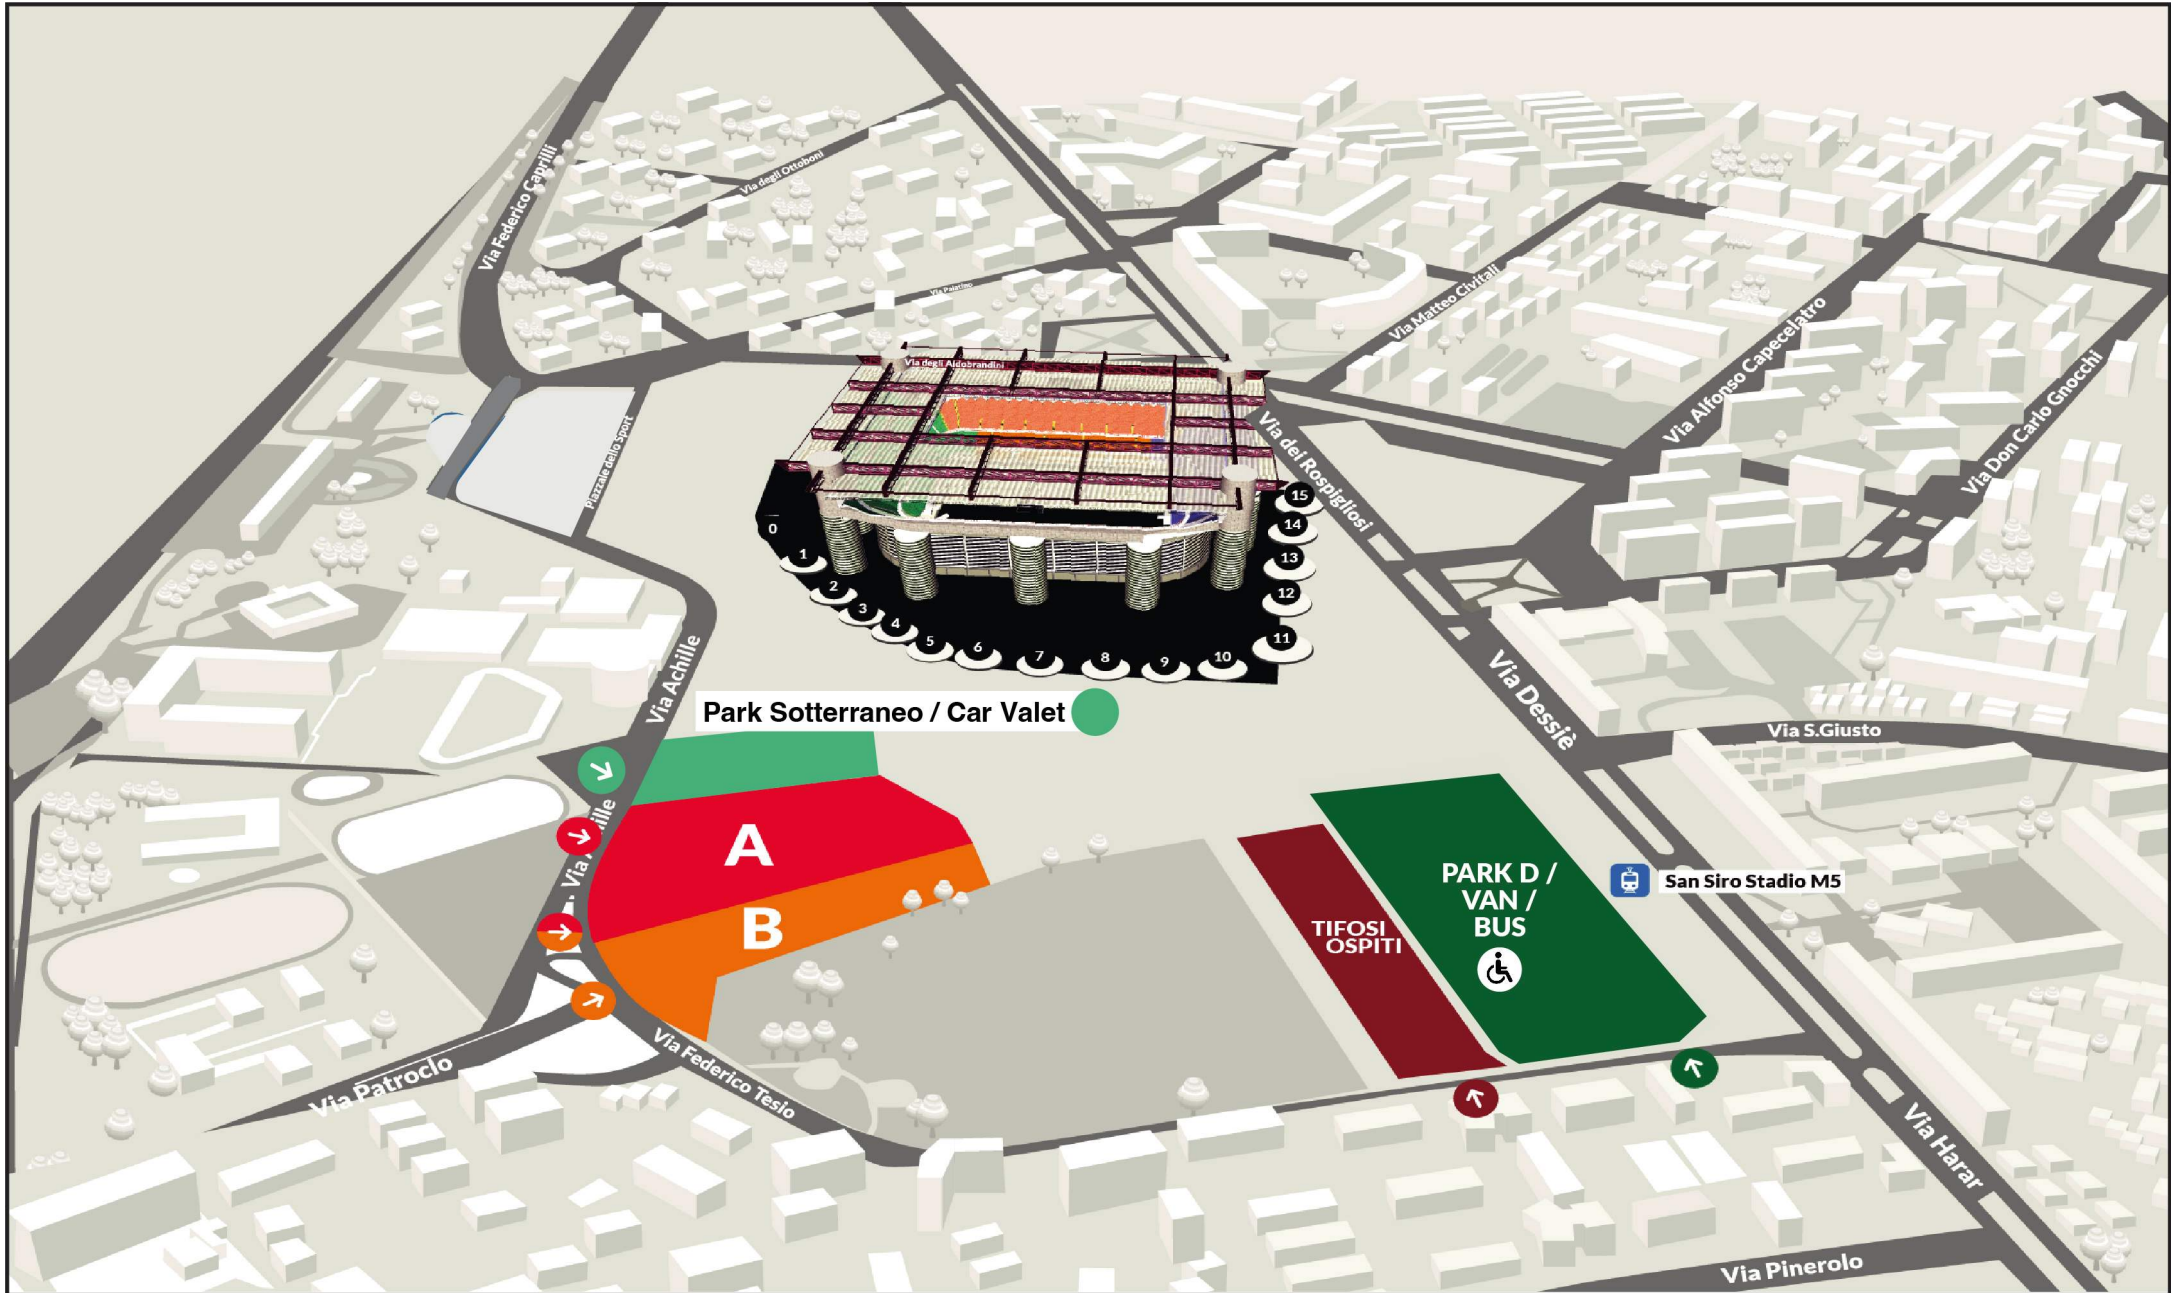 Via Federico Caprilli
Via degli Ottoboni
Via Palatino
Via Matteo Civitali
Via Alfonso Capecelatro
Via Don Carlo Gnocchi
Via degli Aldobrandini
Piazzale dello Sport
Via dei Rospigliosi
0
1
2
3
4
5
6
7
8
9
10
11
12
13
14
15
Via Achille
Park Sotterraneo / Car Valet
Via Dessiè
Via S.Giusto
A
B
PARK D /
VAN /
BUS
San Siro Stadio M5
TIFOSI
OSPITI
Via Patroclo
Via Federico Tesio
Via Harar
Via Pinerolo